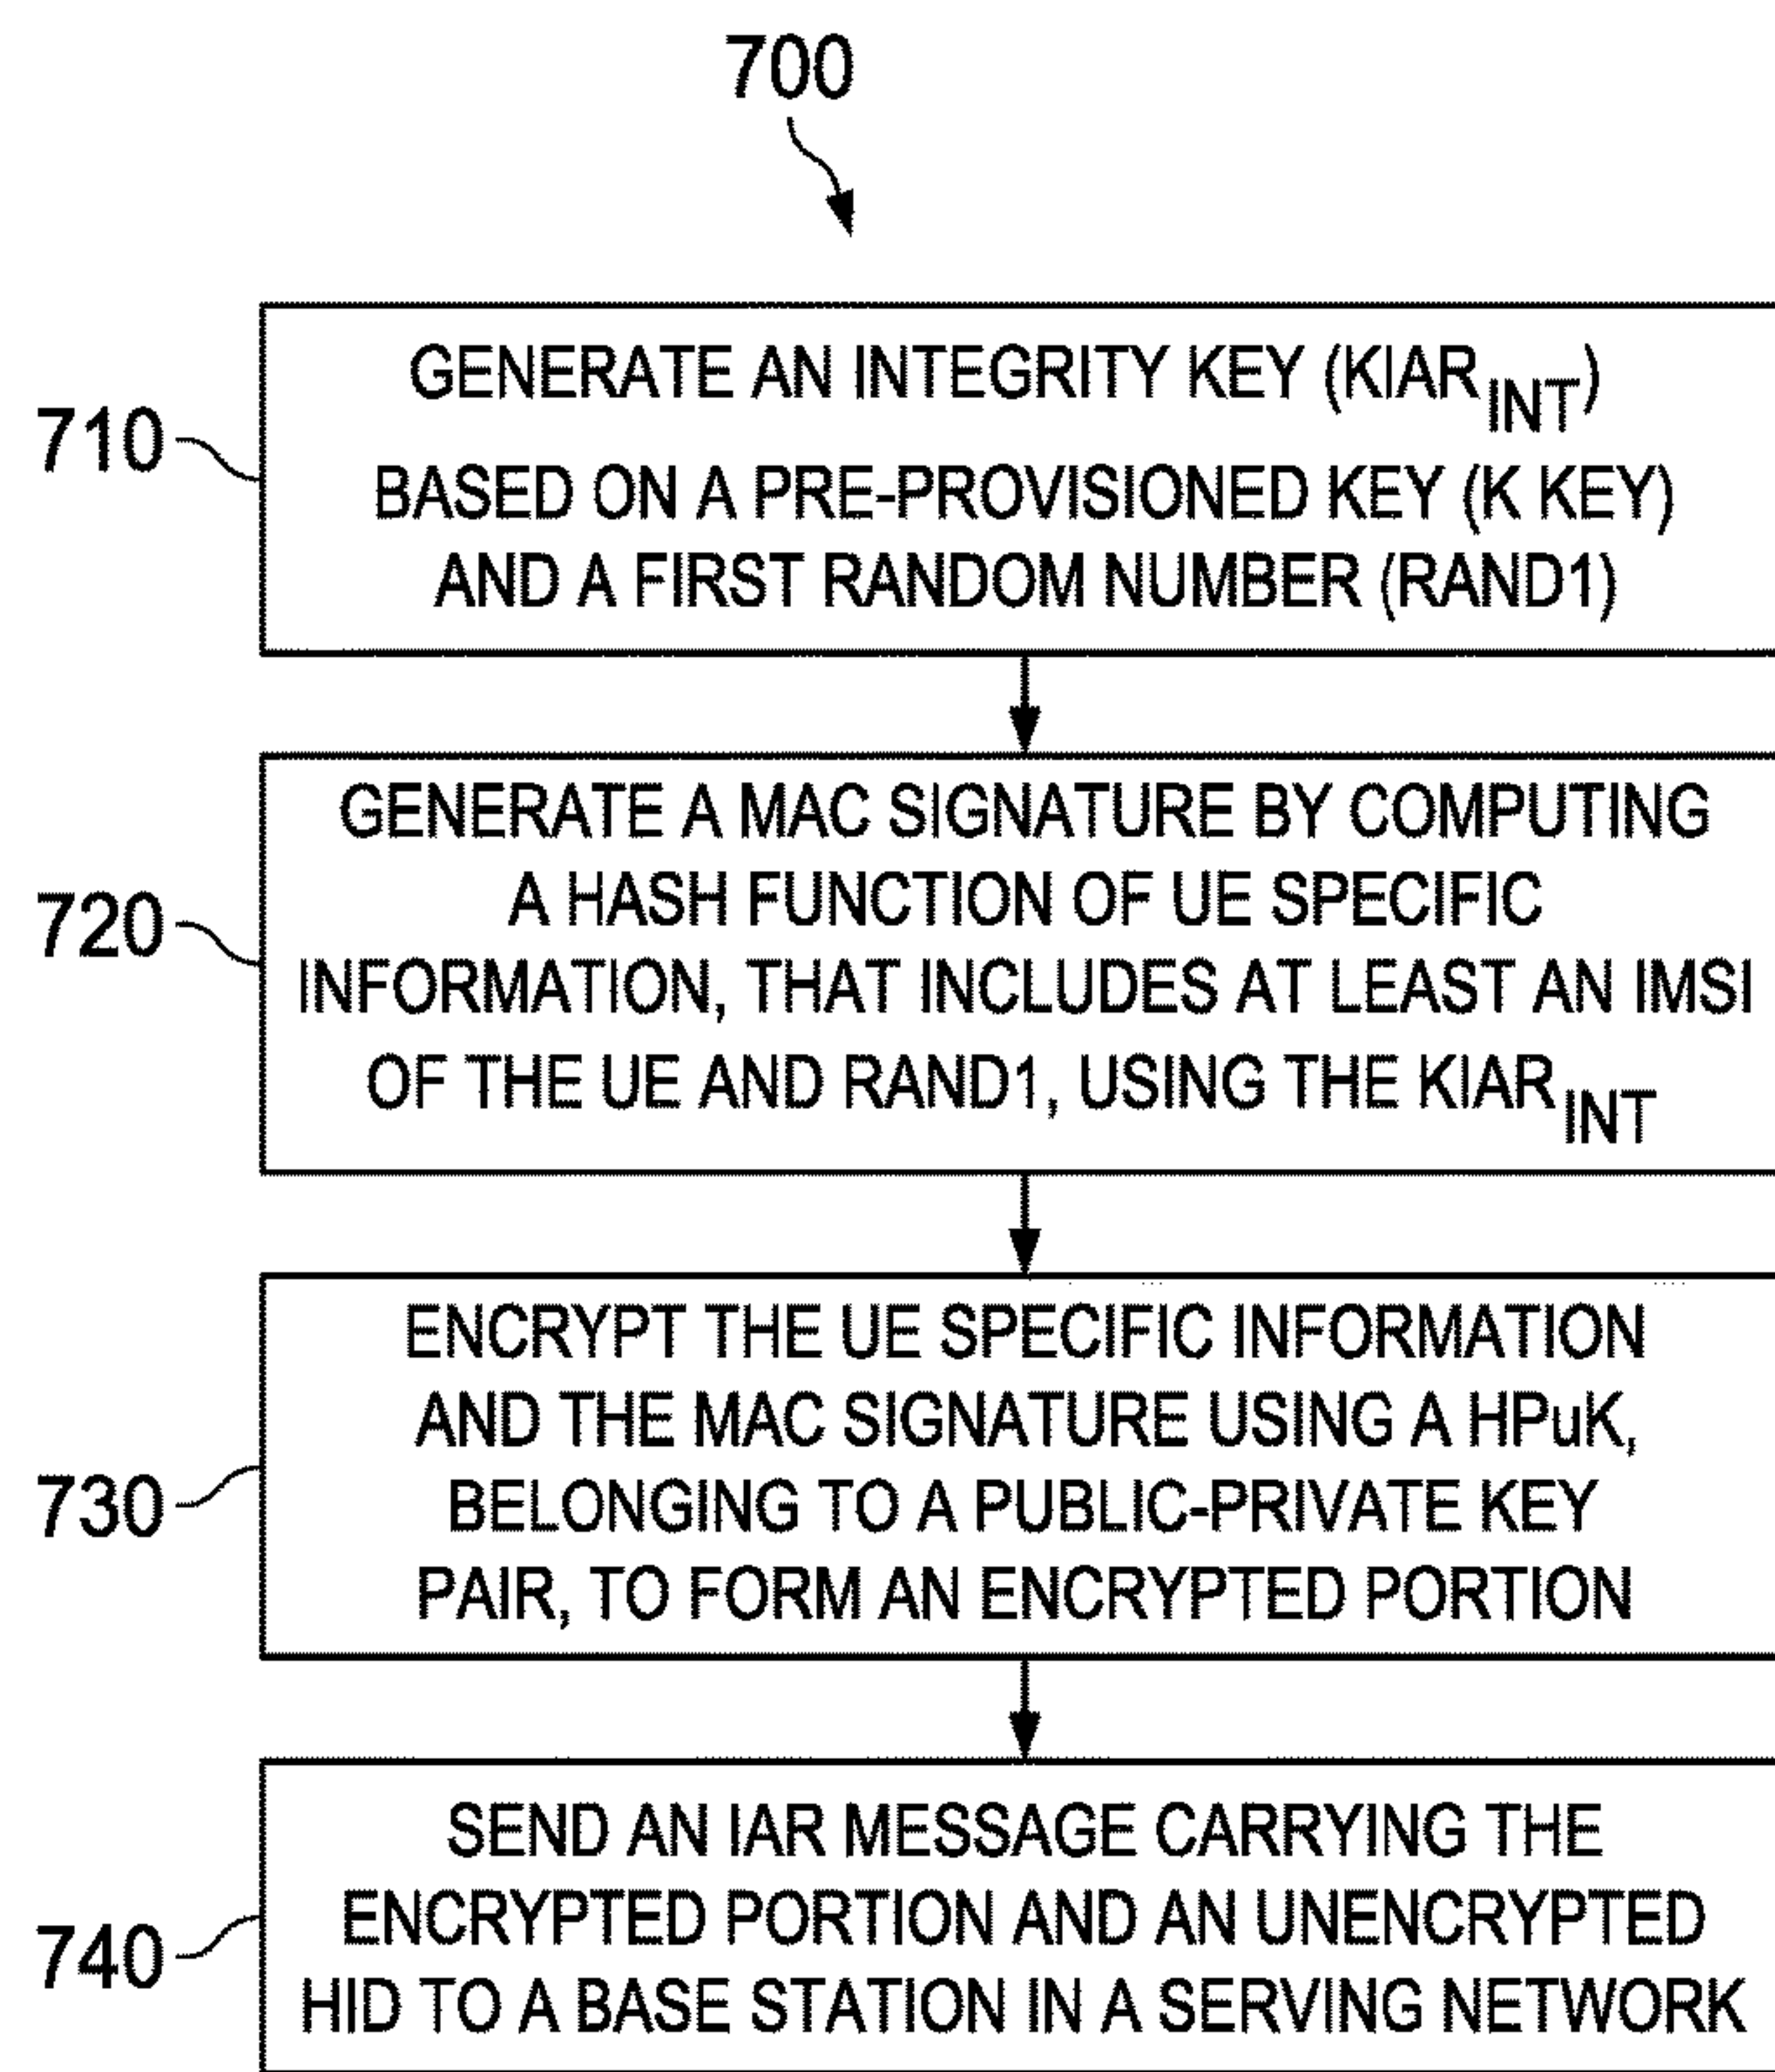 700
710
GENERATE AN INTEGRITY KEY (KIAR_INT)
BASED ON A PRE-PROVISIONED KEY (K KEY)
AND A FIRST RANDOM NUMBER (RAND1)
720
GENERATE A MAC SIGNATURE BY COMPUTING
A HASH FUNCTION OF UE SPECIFIC
INFORMATION, THAT INCLUDES AT LEAST AN IMSI
OF THE UE AND RAND1, USING THE KIAR_INT
730
ENCRYPT THE UE SPECIFIC INFORMATION
AND THE MAC SIGNATURE USING A HPuK,
BELONGING TO A PUBLIC-PRIVATE KEY
PAIR, TO FORM AN ENCRYPTED PORTION
740
SEND AN IAR MESSAGE CARRYING THE
ENCRYPTED PORTION AND AN UNENCRYPTED
HID TO A BASE STATION IN A SERVING NETWORK